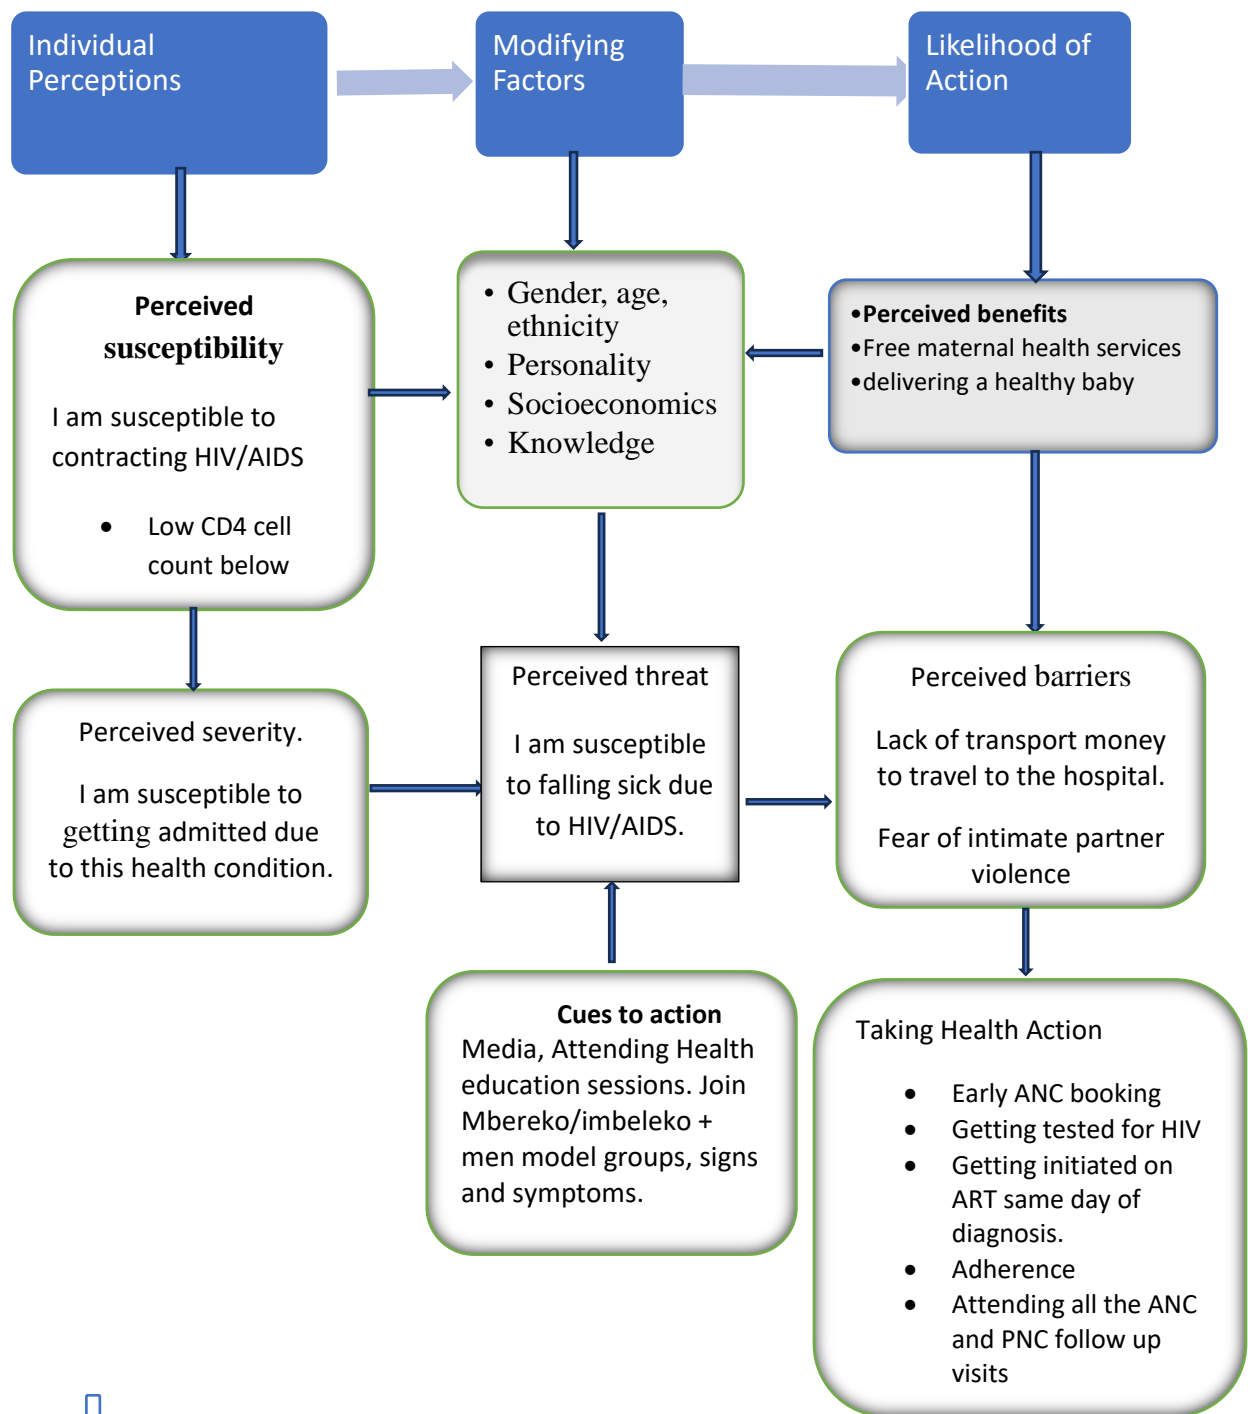 Individual
Perceptions
Modifying
Factors
Likelihood of
Action
Perceived
susceptibility
I am susceptible to
contracting HIV/AIDS
• Low CD4 cell
count below
• Gender, age,
ethnicity
• Personality
• Socioeconomics
• Knowledge
•Perceived benefits
•Free maternal health services
•delivering a healthy baby
Perceived severity.
I am susceptible to
getting admitted due
to this health condition.
Perceived threat
I am susceptible
to falling sick due
to HIV/AIDS.
Perceived barriers
Lack of transport money
to travel to the hospital.
Fear of intimate partner
violence
Cues to action
Media, Attending Health
education sessions. Join
Mbereko/imbeleko +
men model groups, signs
and symptoms.
Taking Health Action
• Early ANC booking
• Getting tested for HIV
• Getting initiated on
ART same day of
diagnosis.
• Adherence
• Attending all the ANC
and PNC follow up
visits